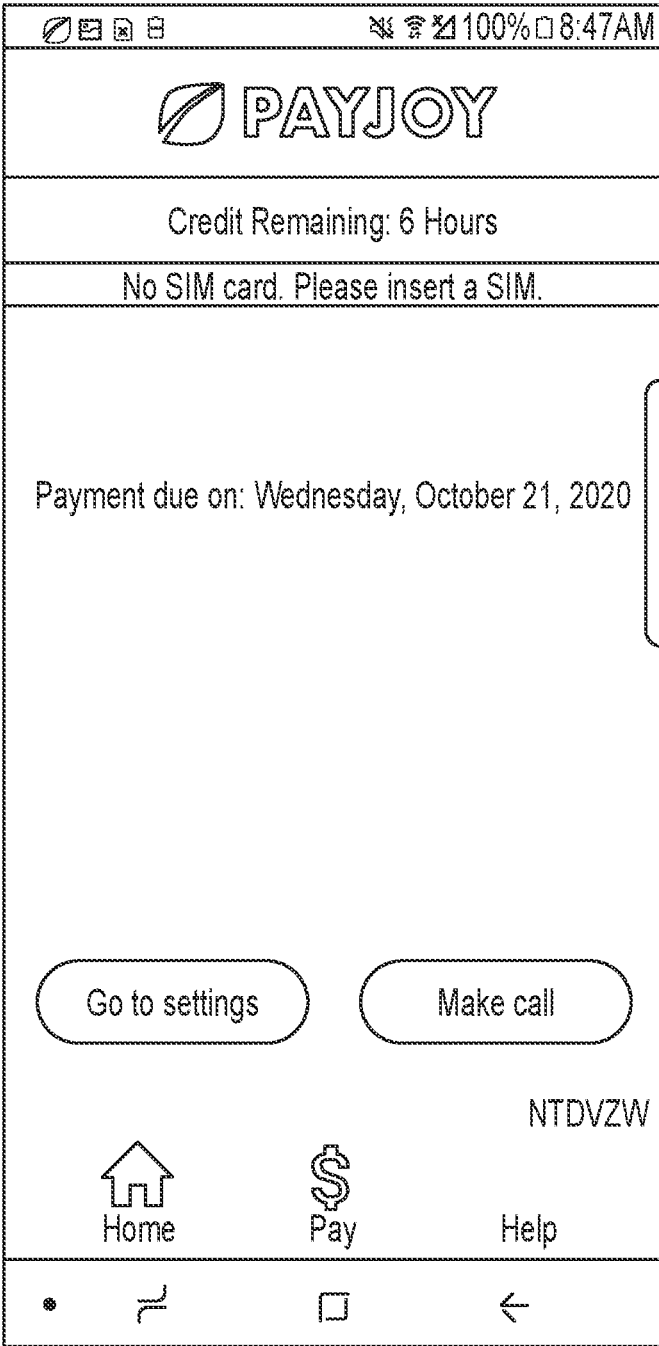 100% 8:47AM
PAYJOY
Credit Remaining: 6 Hours
No SIM card. Please insert a SIM.
Payment due on: Wednesday, October 21, 2020
Go to settings Make call
NTDVZW
Home Pay Help